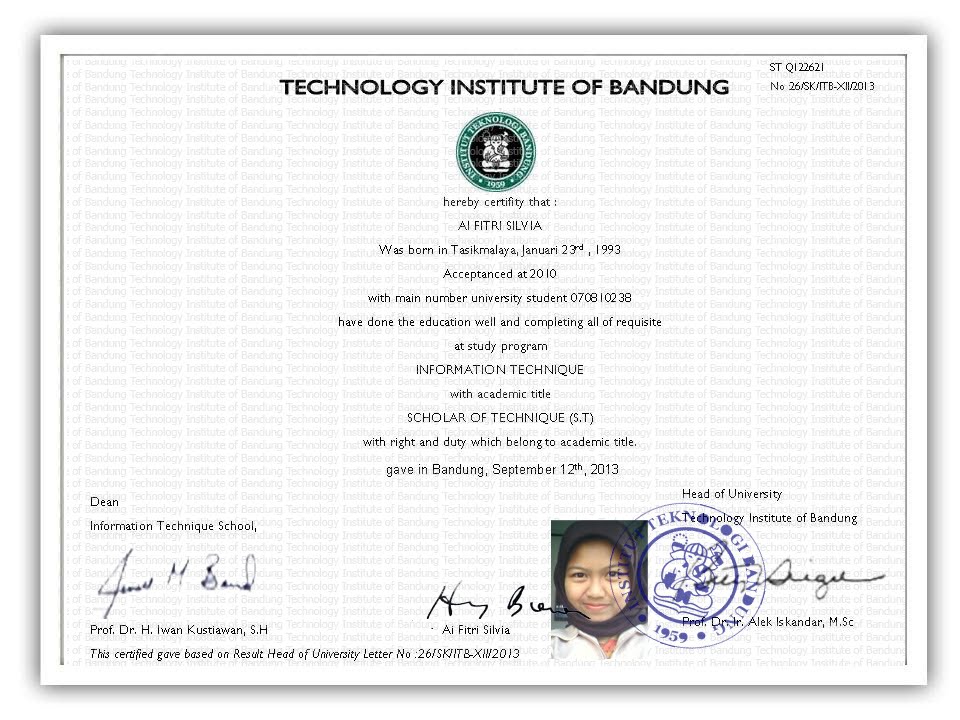 ST QI22621
No 26/SK/ITB-XII/2013
TECHNOLOGY INSTITUTE OF BANDUNG
INSTITUT TEKNOLOGI BANDUNG
1959
hereby certifity that :
AI FITRI SILVIA
Was born in Tasikmalaya, Januari 23rd , 1993
Acceptanced at 2010
with main number university student 070810238
have done the education well and completing all of requisite
at study program
INFORMATION TECHNIQUE
with academic title
SCHOLAR OF TECHNIQUE (S.T)
with right and duty which belong to academic title.
gave in Bandung, September 12th, 2013
Dean
Information Technique School,
Prof. Dr. H. Iwan Kustiawan, S.H
Ai Fitri Silvia
Head of University
Technology Institute of Bandung
TEKNOLOGI BANDUNG
1959
Prof. Dr. Ir. Alek Iskandar, M.Sc
This certified gave based on Result Head of University Letter No :26/SK/ITB-XII/2013